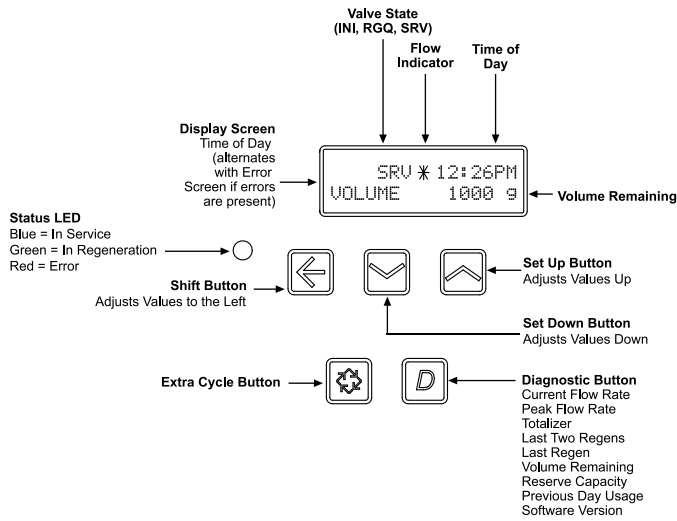 Valve State
(INI, RGQ, SRV)
Flow
Indicator
Time of
Day
Display Screen
Time of Day
(alternates
with Error
Screen if errors
are present)
SRV * 12:26PM
VOLUME 1000 g
Volume Remaining
Status LED
Blue = In Service
Green = In Regeneration
Red = Error
Shift Button
Adjusts Values to the Left
Set Up Button
Adjusts Values Up
Set Down Button
Adjusts Values Down
Extra Cycle Button
D
Diagnostic Button
Current Flow Rate
Peak Flow Rate
Totalizer
Last Two Regens
Last Regen
Volume Remaining
Reserve Capacity
Previous Day Usage
Software Version